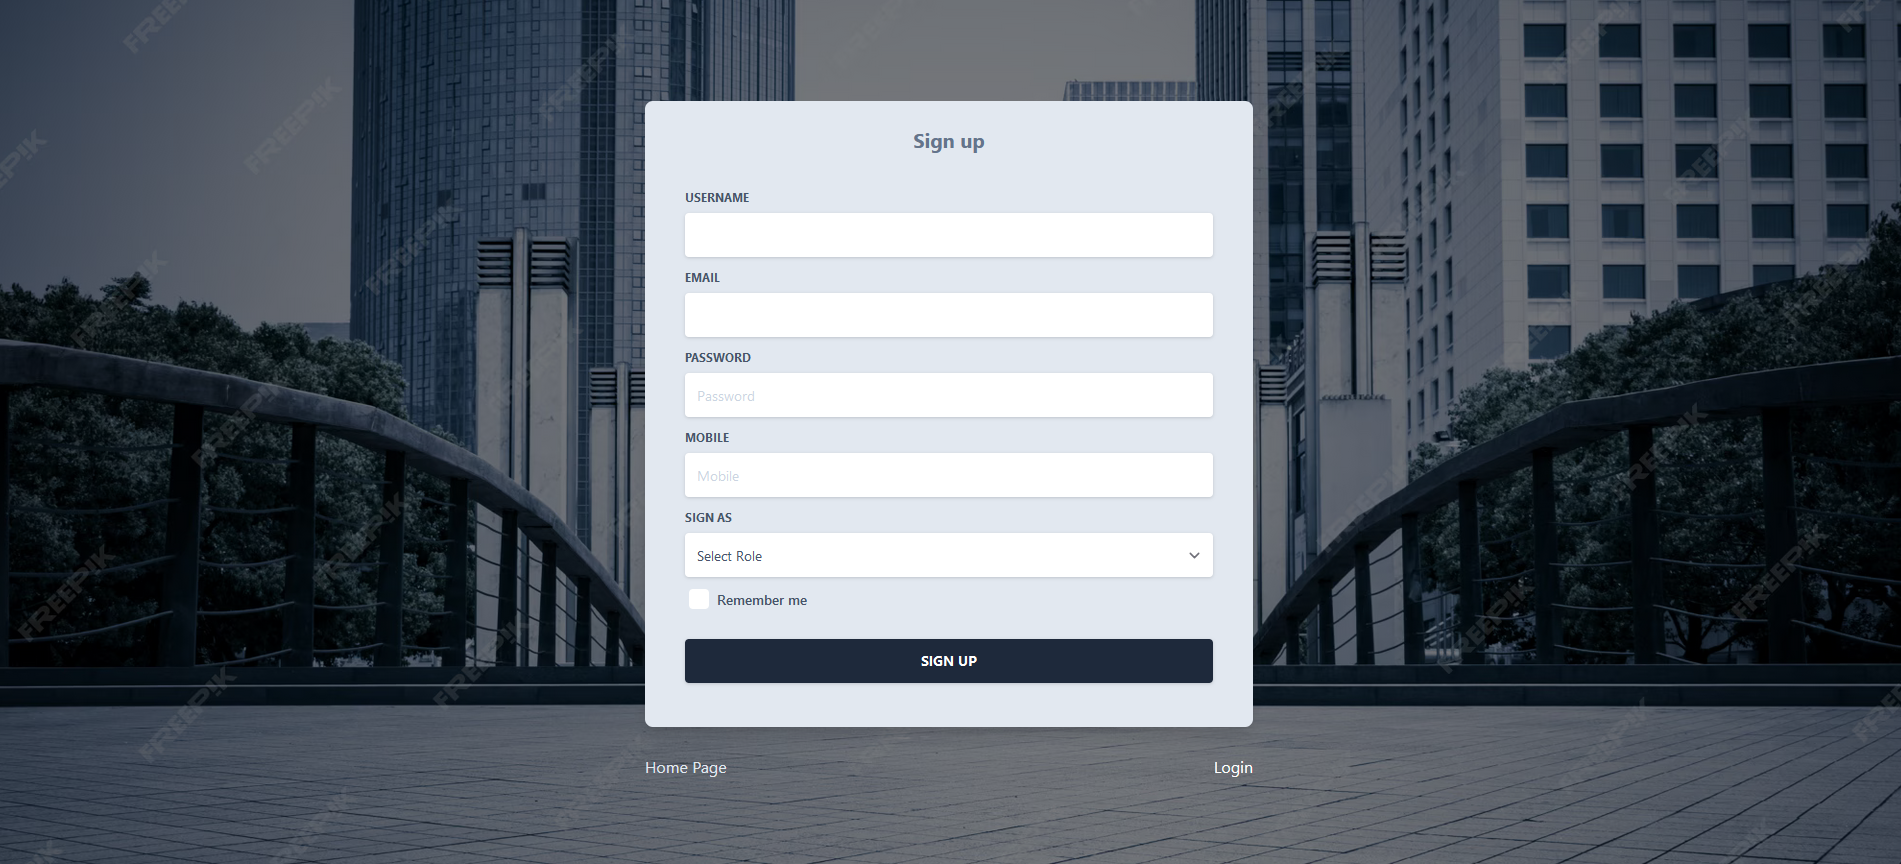 Sign up
USERNAME
EMAIL
PASSWORD
Password
MOBILE
Mobile
SIGN AS
Select Role
Remember me
SIGN UP
Home Page
Login
FREEPIK